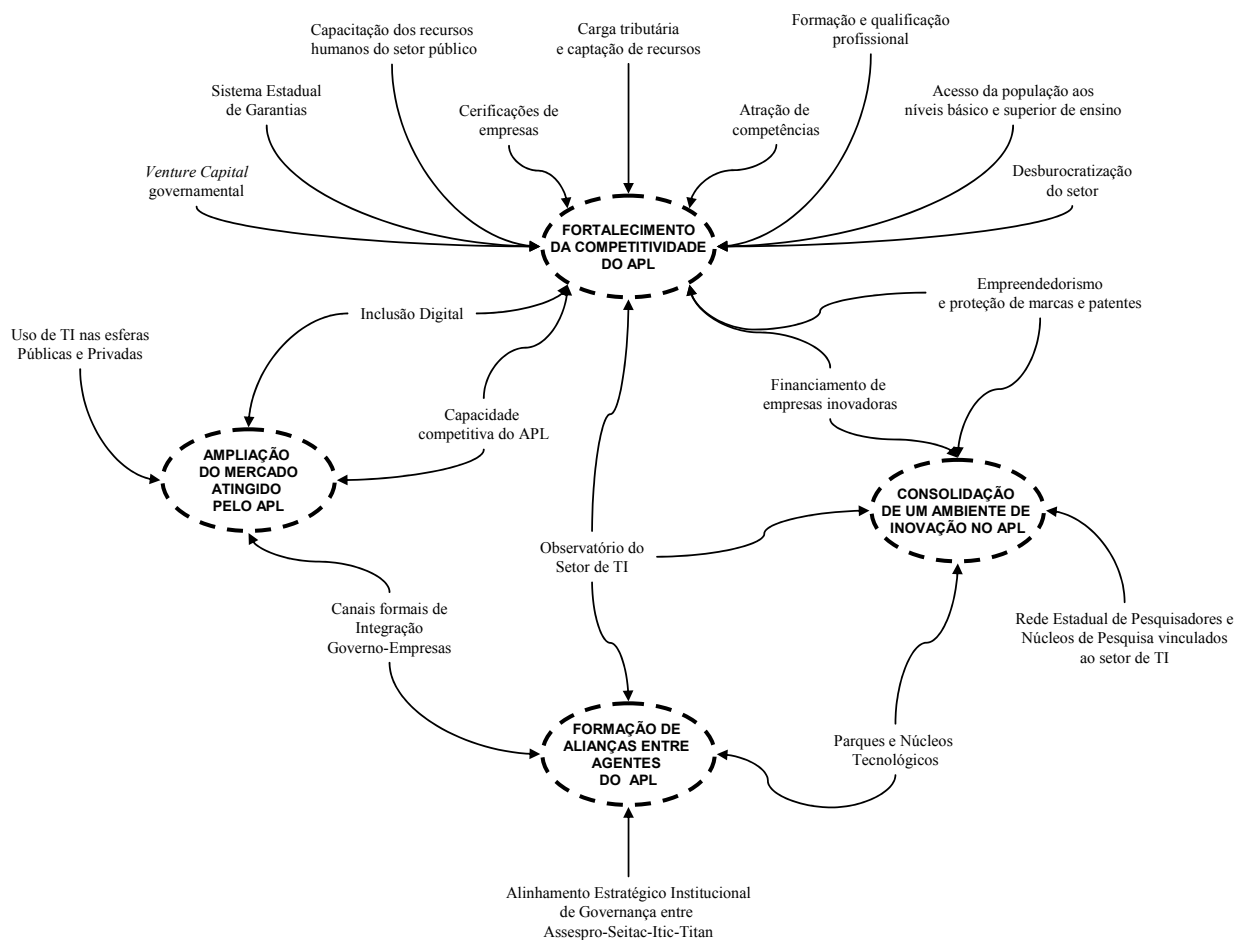 Capacitação dos recursos
humanos do setor público
Carga tributária
e captação de recursos
Formação e qualificação
profissional
Sistema Estadual
de Garantias
Cerificações de
empresas
Atração de
competências
Acesso da população aos
níveis básico e superior de ensino
Venture Capital
governamental
Desburocratização
do setor
FORTALECIMENTO
DA COMPETITIVIDADE
DO APL
Empreendedorismo
e proteção de marcas e patentes
Inclusão Digital
Uso de TI nas esferas
Públicas e Privadas
Financiamento de
empresas inovadoras
Capacidade
competitiva do APL
AMPLIAÇÃO
DO MERCADO
ATINGIDO
PELO APL
CONSOLIDAÇÃO
DE UM AMBIENTE DE
INOVAÇÃO NO APL
Observatório do
Setor de TI
Canais formais de
Integração
Governo-Empresas
Rede Estadual de Pesquisadores e
Núcleos de Pesquisa vinculados
ao setor de TI
FORMAÇÃO DE
ALIANÇAS ENTRE
AGENTES
DO APL
Parques e Núcleos
Tecnológicos
Alinhamento Estratégico Institucional
de Governança entre
Assespro-Seitac-Itic-Titan